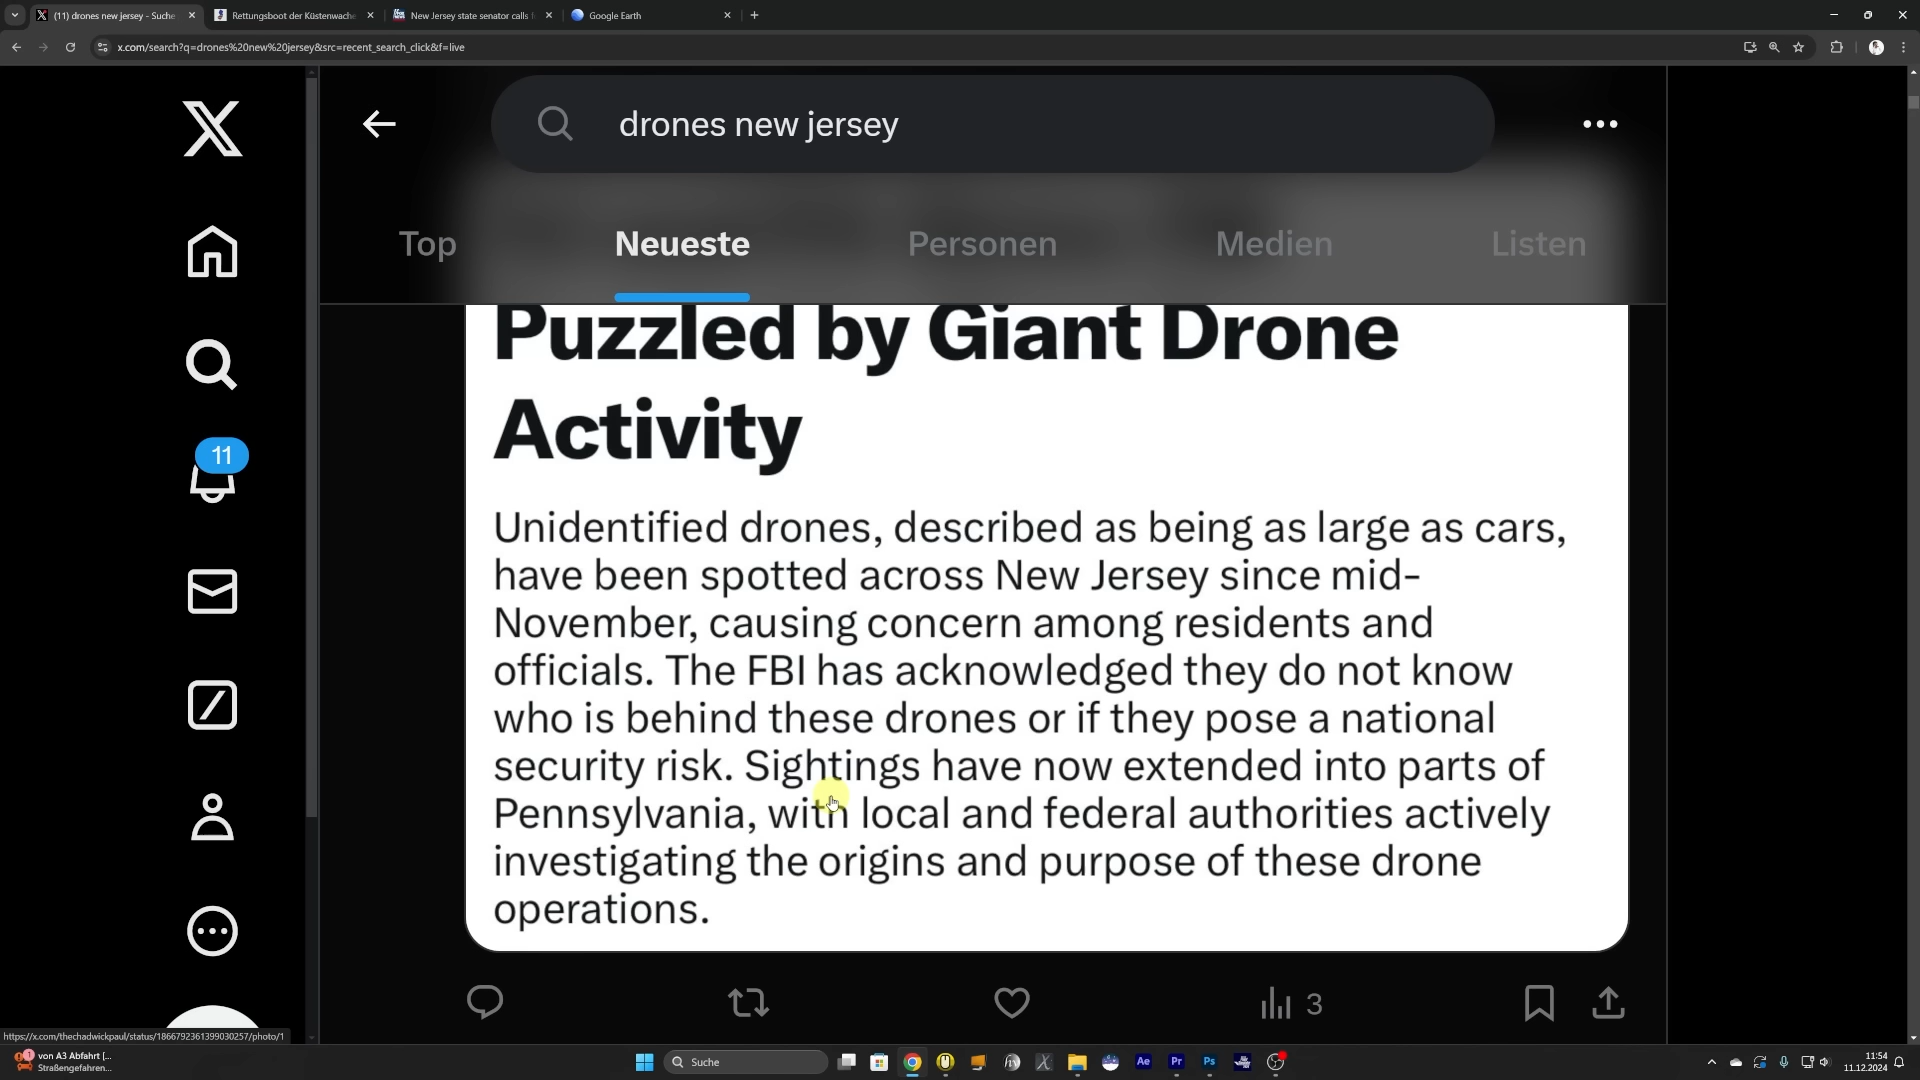 (11) drones new jersey - Suche
Rettungsboot der Küstenwache
New Jersey state senator calls
Google Earth
x.com/search?q=drones%20new%20jersey&src=recent_search_click&f=live
drones new jersey
Top
Neueste
Personen
Medien
Listen
11
Puzzled by Giant Drone
Activity
Unidentified drones, described as being as large as cars,
have been spotted across New Jersey since mid-
November, causing concern among residents and
officials. The FBI has acknowledged they do not know
who is behind these drones or if they pose a national
security risk. Sightings have now extended into parts of
Pennsylvania, with local and federal authorities actively
investigating the origins and purpose of these drone
operations.
3
https://x.com/thechadwickpaul/status/1866792361399030257/photo/1
1
von A3 Abfahrt [...
Straßengefahren...
Suche
Ae
Pr
Ps
11:54
11.12.2024